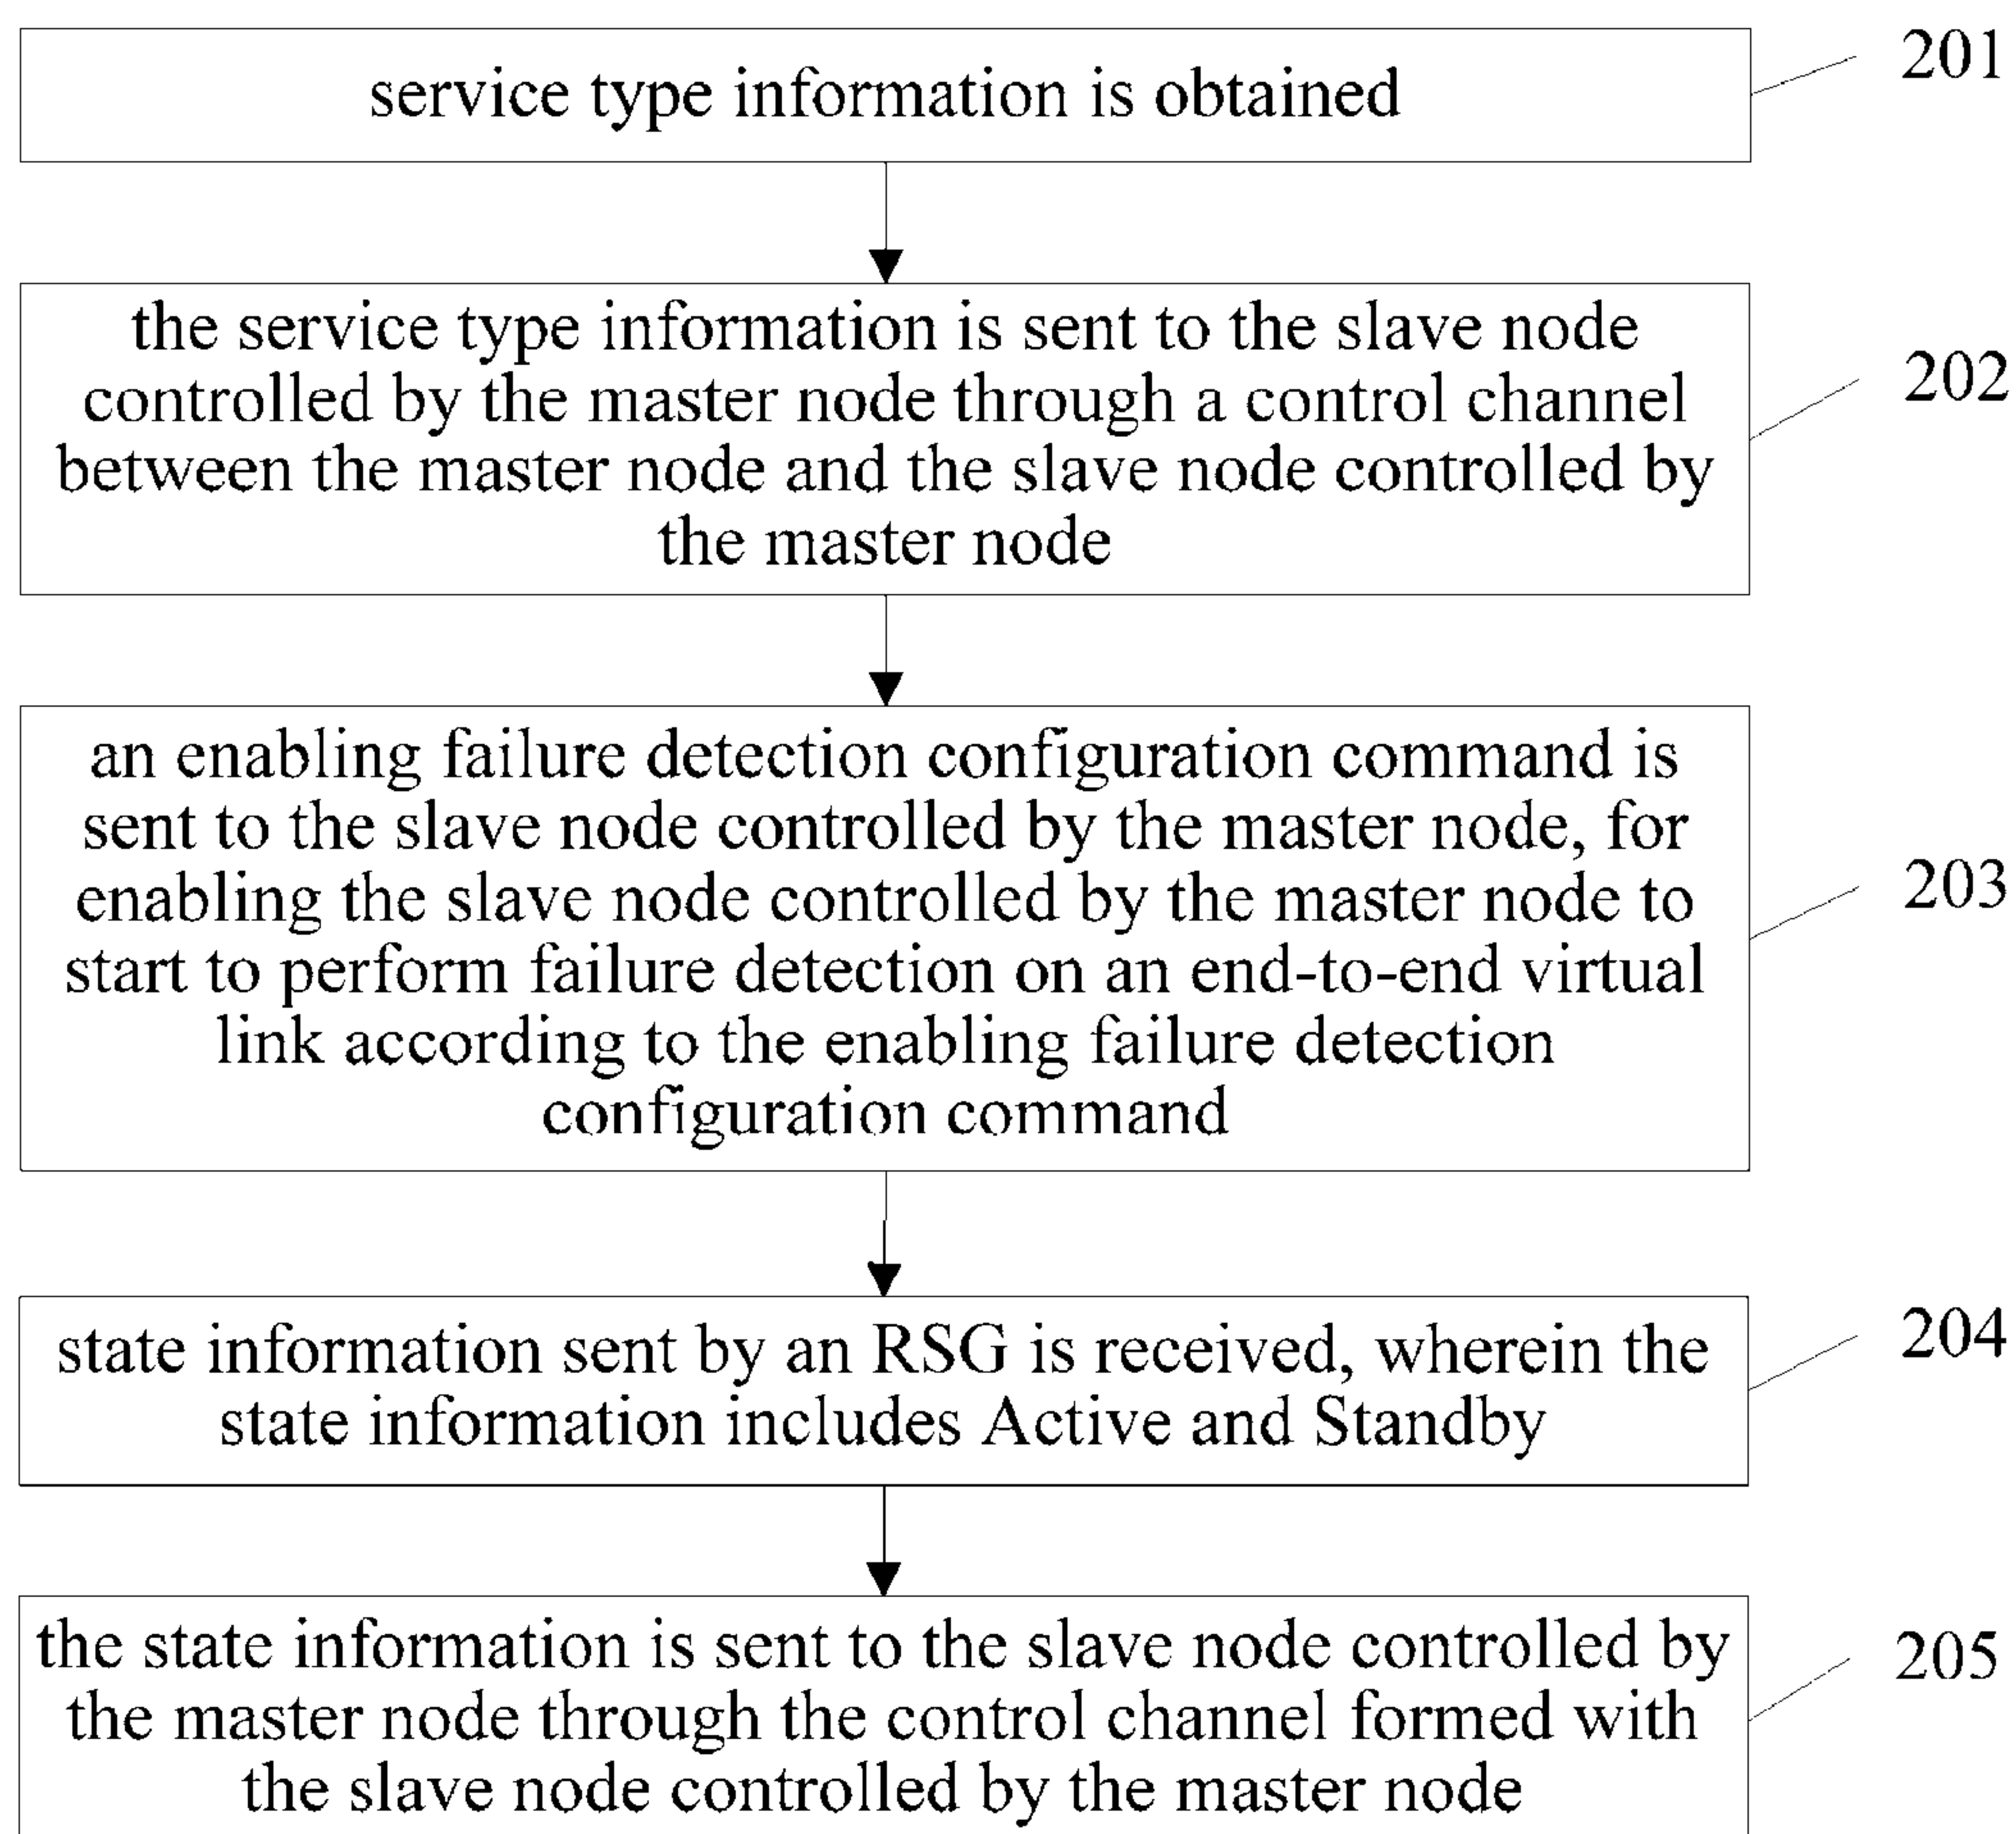 service type information is obtained
201
the service type information is sent to the slave node
controlled by the master node through a control channel
between the master node and the slave node controlled by
the master node
202
an enabling failure detection configuration command is
sent to the slave node controlled by the master node, for
enabling the slave node controlled by the master node to
start to perform failure detection on an end-to-end virtual
link according to the enabling failure detection
configuration command
203
state information sent by an RSG is received, wherein the
state information includes Active and Standby
204
the state information is sent to the slave node controlled by
the master node through the control channel formed with
the slave node controlled by the master node
205